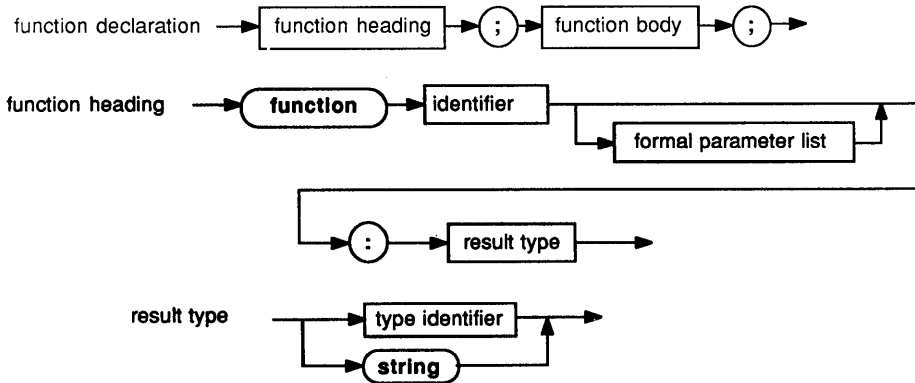 function declaration function heading ; function body ;
function heading function identifier
formal parameter list
: result type
result type type identifier
string